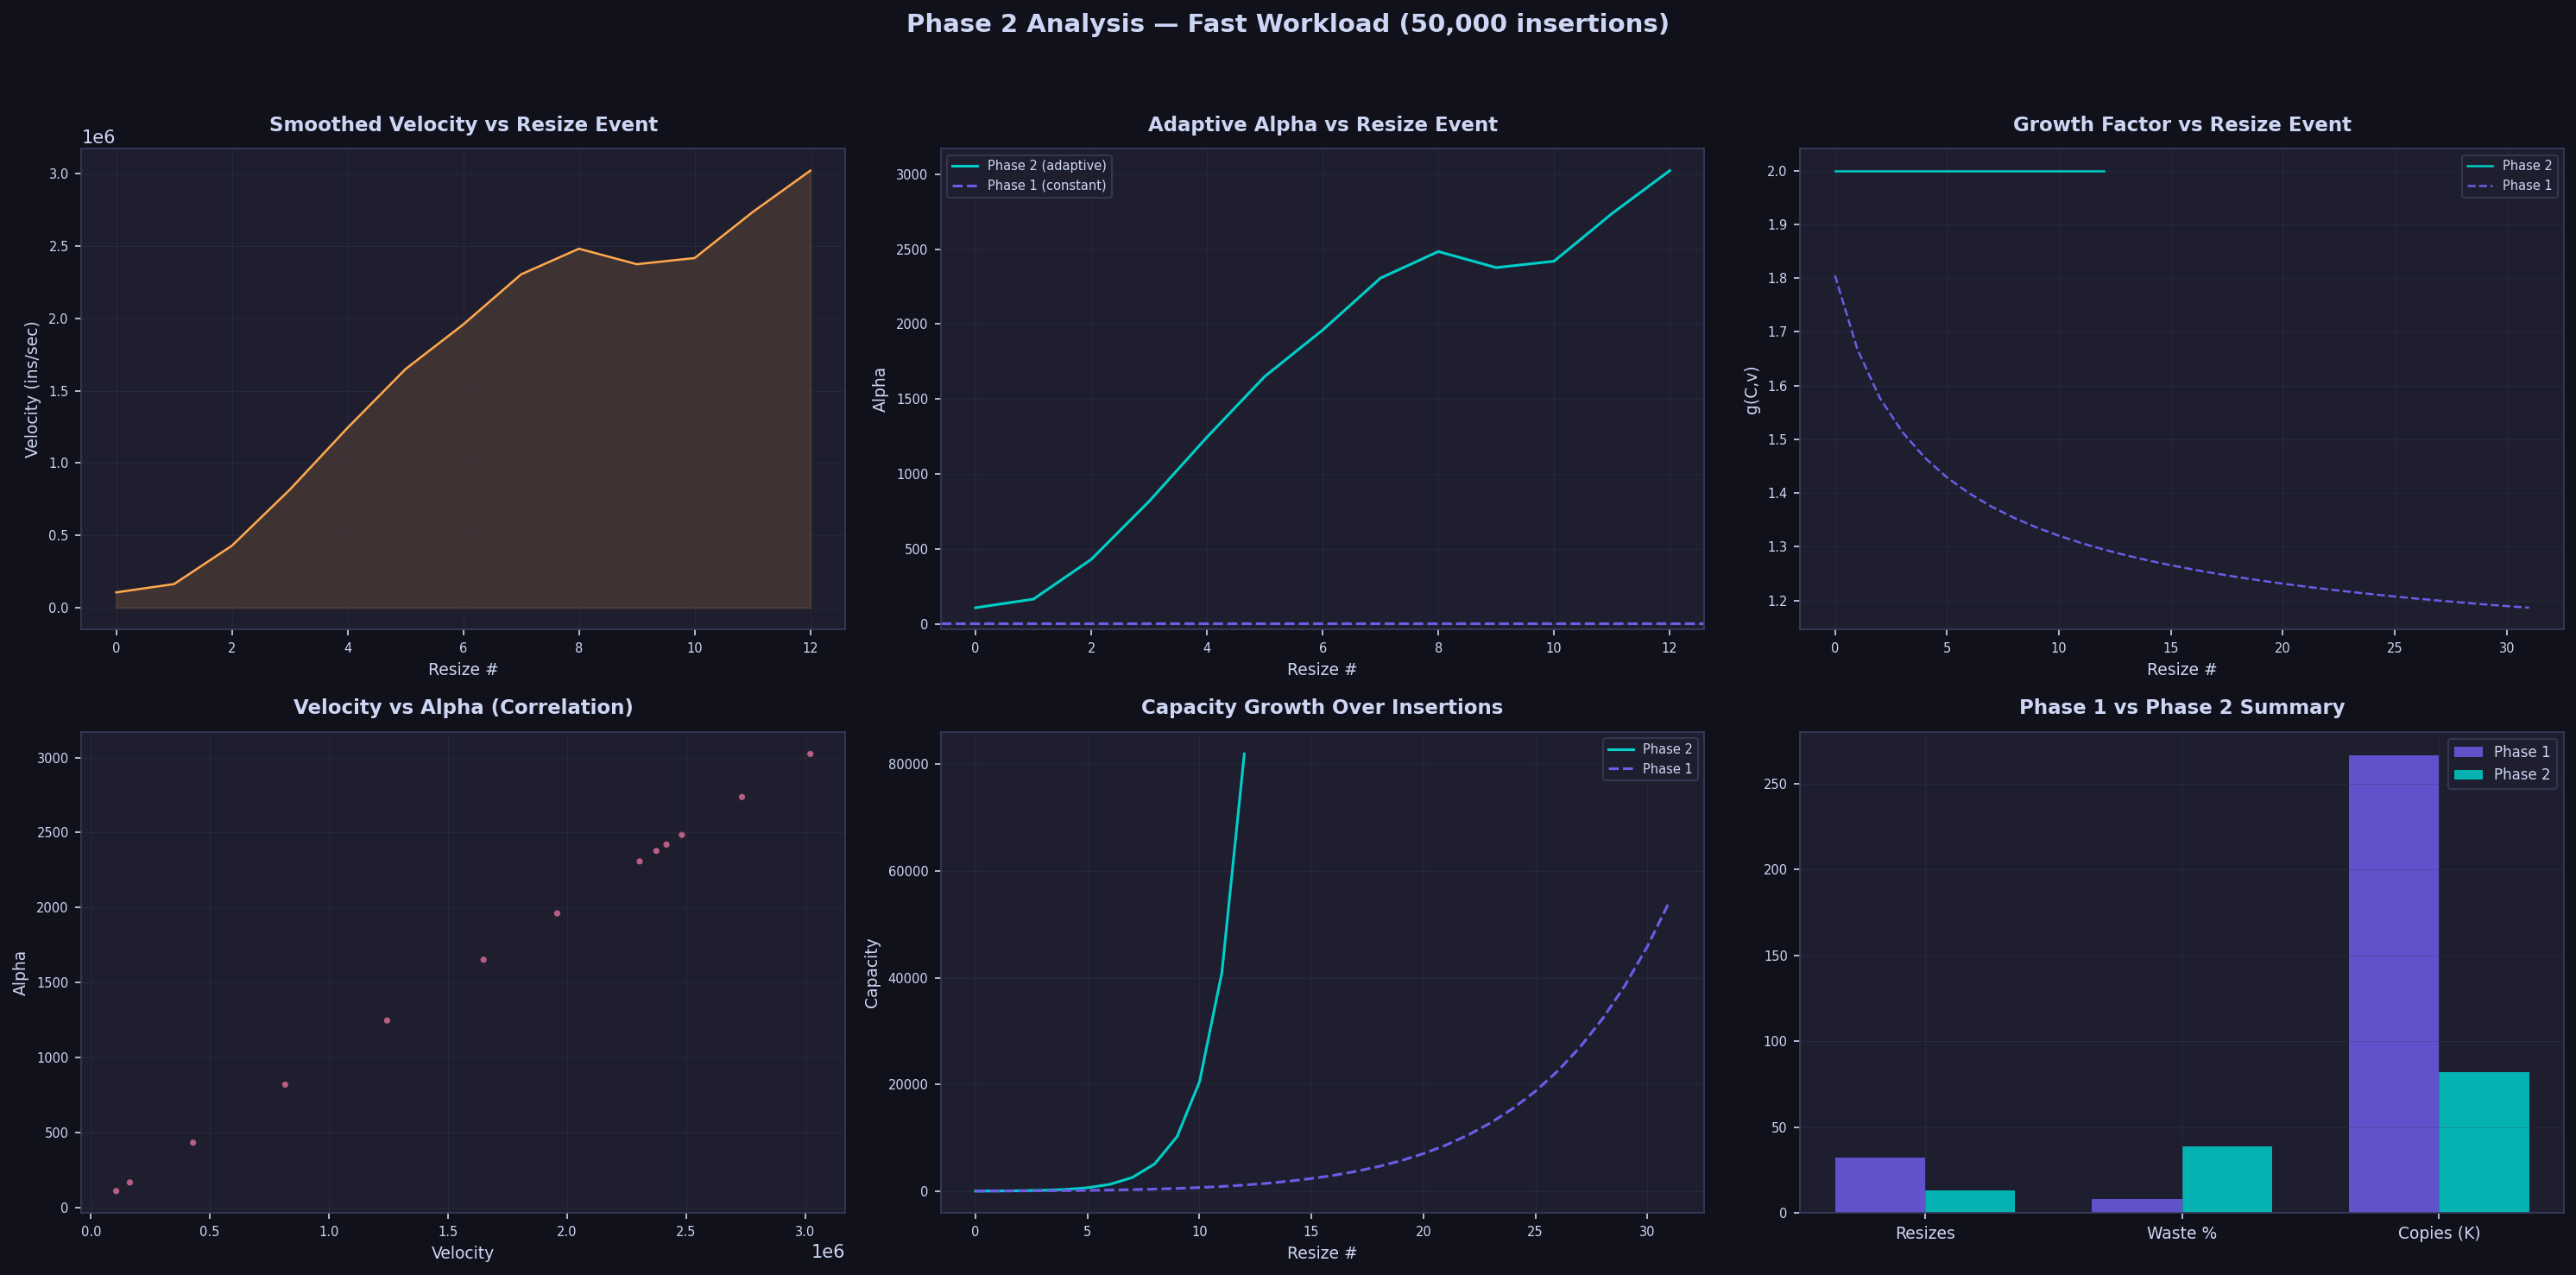 Phase 2 Analysis — Fast Workload (50,000 insertions)
Smoothed Velocity vs Resize Event
1e6
3.0
2.5
2.0
1.5
1.0
0.5
0.0
Velocity (ins/sec)
0 2 4 6 8 10 12
Resize #
Adaptive Alpha vs Resize Event
Phase 2 (adaptive)
Phase 1 (constant)
3000
2500
2000
1500
1000
500
0
Alpha
0 2 4 6 8 10 12
Resize #
Growth Factor vs Resize Event
Phase 2
Phase 1
2.0
1.9
1.8
1.7
1.6
1.5
1.4
1.3
1.2
g(C,v)
0 5 10 15 20 25 30
Resize #
Velocity vs Alpha (Correlation)
3000
2500
2000
1500
1000
500
0
Alpha
0.0 0.5 1.0 1.5 2.0 2.5 3.0
1e6
Velocity
Capacity Growth Over Insertions
Phase 2
Phase 1
80000
60000
40000
20000
0
Capacity
0 5 10 15 20 25 30
Resize #
Phase 1 vs Phase 2 Summary
Phase 1
Phase 2
250
200
150
100
50
0
Resizes Waste % Copies (K)